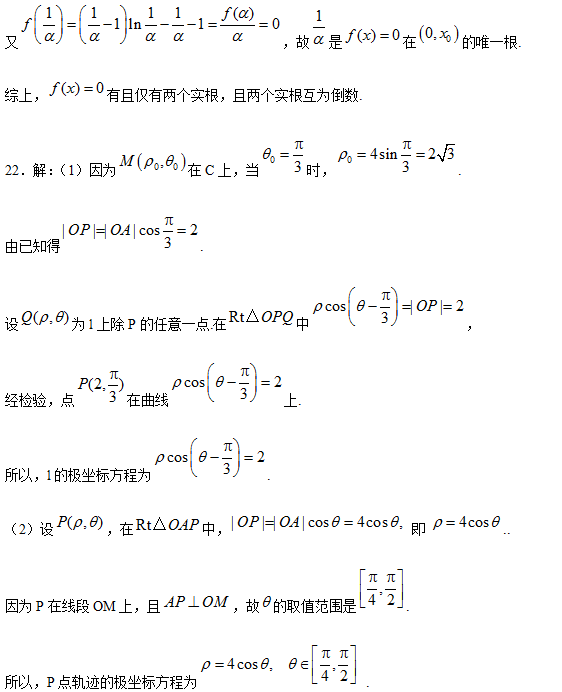 又 f(1/α) = (1/α − 1) ln 1/α − 1/α − 1 = f(α)/α = 0，故 1/α 是 f(x) = 0 在 (0, x₀) 的唯一根.
综上，f(x) = 0 有且仅有两个实根，且两个实根互为倒数.
22．解：（1）因为 M(ρ₀,θ₀) 在 C 上，当 θ₀ = π/3 时，ρ₀ = 4sin π/3 = 2√3 .
由已知得 |OP|=|OA|cos π/3 = 2 .
设 Q(ρ,θ) 为 l 上除 P 的任意一点.在 Rt△OPQ 中 ρcos(θ − π/3) =|OP|= 2 ，
经检验，点 P(2, π/3) 在曲线 ρcos(θ − π/3) = 2 上.
所以，l 的极坐标方程为 ρcos(θ − π/3) = 2 .
（2）设 P(ρ,θ) ，在 Rt△OAP 中，|OP|=|OA|cosθ = 4cosθ, 即 ρ = 4cosθ ..
因为 P 在线段 OM 上，且 AP⊥OM ，故 θ 的取值范围是 [π/4, π/2] .
所以，P 点轨迹的极坐标方程为 ρ = 4cosθ, θ∈[π/4, π/2] .